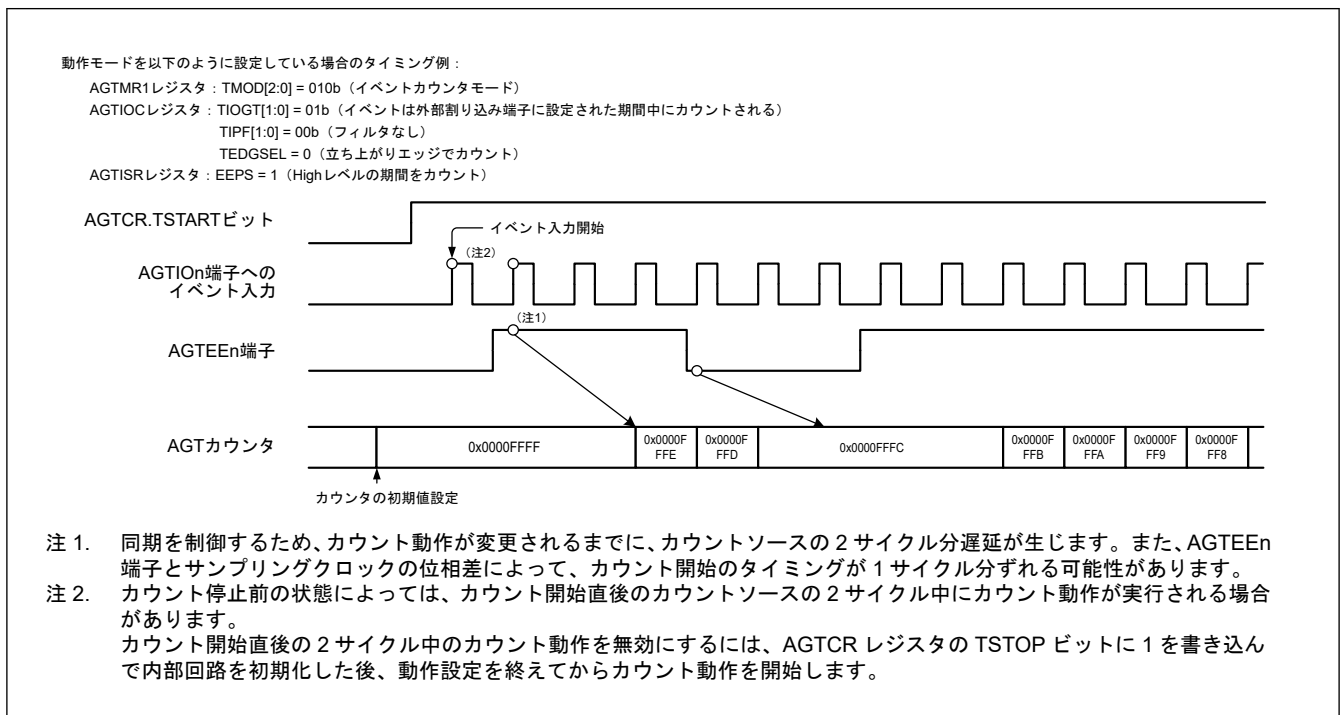 動作モードを以下のように設定している場合のタイミング例：
AGTMR1レジスタ：TMOD[2:0] = 010b（イベントカウンタモード）
AGTIOCレジスタ：TIOGT[1:0] = 01b（イベントは外部割り込み端子に設定された期間中にカウントされる）
TIPF[1:0] = 00b（フィルタなし）
TEDGSEL = 0（立ち上がりエッジでカウント）
AGTISRレジスタ：EEPS = 1（Highレベルの期間をカウント）
AGTCR.TSTARTビット
イベント入力開始
（注2）
AGTIOn端子への
イベント入力
（注1）
AGTEEn端子
AGTカウンタ
0x0000FFFF
0x0000F
FFE
0x0000F
FFD
0x0000FFFC
0x0000F
FFB
0x0000F
FFA
0x0000F
FF9
0x0000F
FF8
カウンタの初期値設定
注 1. 同期を制御するため、カウント動作が変更されるまでに、カウントソースの 2 サイクル分遅延が生じます。また、AGTEEn
端子とサンプリングクロックの位相差によって、カウント開始のタイミングが 1 サイクル分ずれる可能性があります。
注 2. カウント停止前の状態によっては、カウント開始直後のカウントソースの 2 サイクル中にカウント動作が実行される場合
があります。
カウント開始直後の 2 サイクル中のカウント動作を無効にするには、AGTCR レジスタの TSTOP ビットに 1 を書き込ん
で内部回路を初期化した後、動作設定を終えてからカウント動作を開始します。